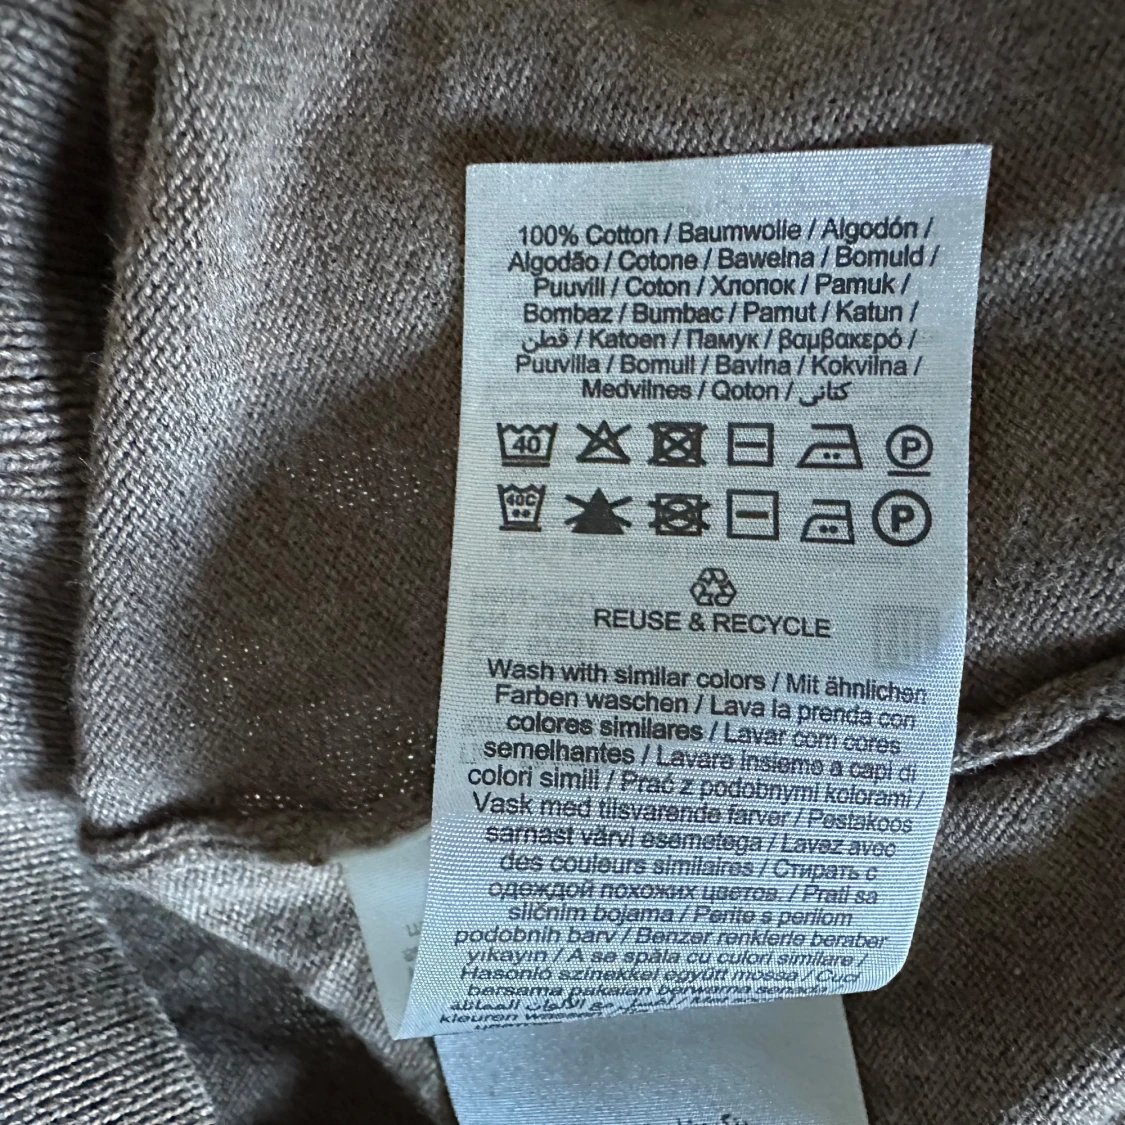 100% Cotton / Baumwolle / Algodón /
Algodão / Cotone / Bawełna / Bomuld /
Puuvill / Coton / Хлопок / Pamuk /
Bombaz / Bumbac / Pamut / Katun /
قطن / Katoen / Памук / βαμβακερό /
Puuvilla / Bomull / Bavlna / Kokvilna /
Medvilnes / Qoton / كتانى
40 P
40C P
REUSE & RECYCLE
Wash with similar colors / Mit ähnlichen
Farben waschen / Lava la prenda con
colores similares / Lavar com cores
semelhantes / Lavare insieme a capi di
colori simili / Prać z podobnymi kolorami /
Vask med tilsvarende farver / Pestakoos
sarnast värvi esemetega / Lavez avec
des couleurs similaires / Стирать с
одеждой похожих цветов. / Prati sa
sličnim bojama / Perite s perilom
podobnih barv / Benzer renklerle beraber
yıkayın / A se spăla cu culori similare /
Hasonló színekkel együtt mossa / Cuci
bersama pakaian berwarna
kleuren